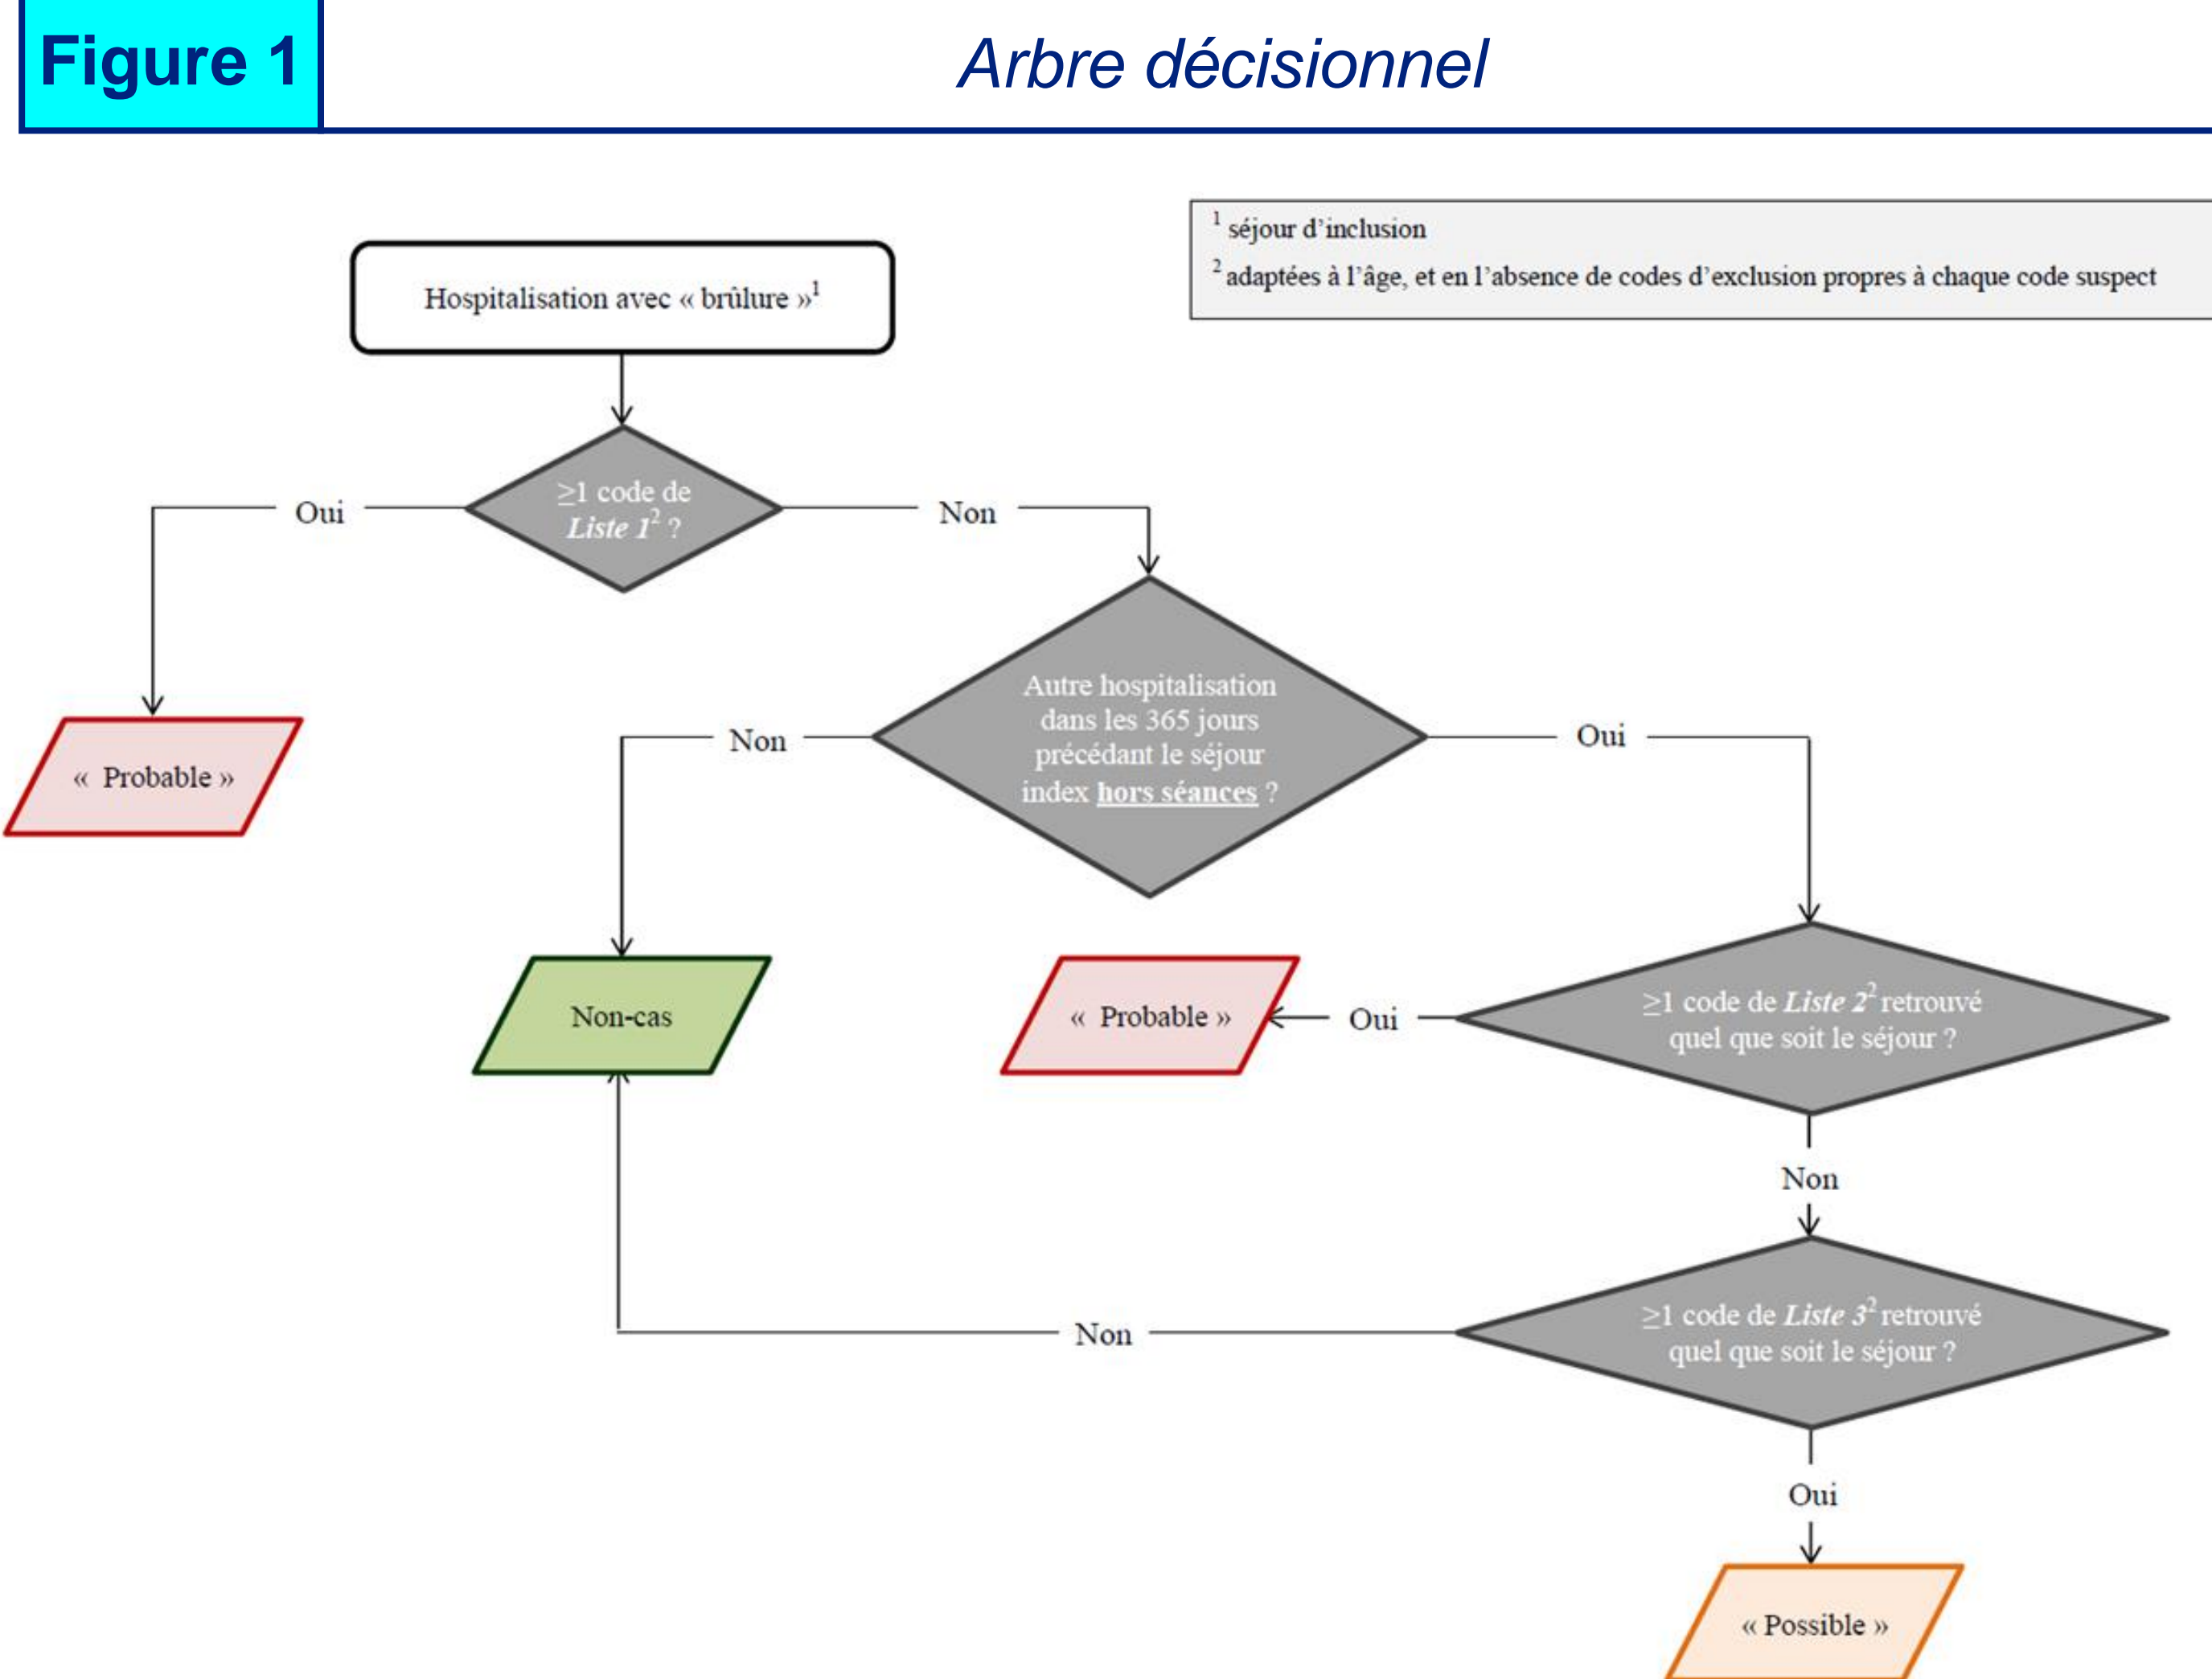 Figure 1
Arbre décisionnel
¹ séjour d’inclusion
² adaptées à l’âge, et en l’absence de codes d’exclusion propres à chaque code suspect
Hospitalisation avec « brûlure »¹
≥1 code de
Liste 1² ?
Oui
Non
Autre hospitalisation
dans les 365 jours
précédant le séjour
index hors séances ?
Non
Oui
« Probable »
Non-cas
« Probable »
Oui
≥1 code de Liste 2² retrouvé
quel que soit le séjour ?
Non
≥1 code de Liste 3² retrouvé
quel que soit le séjour ?
Non
Oui
« Possible »